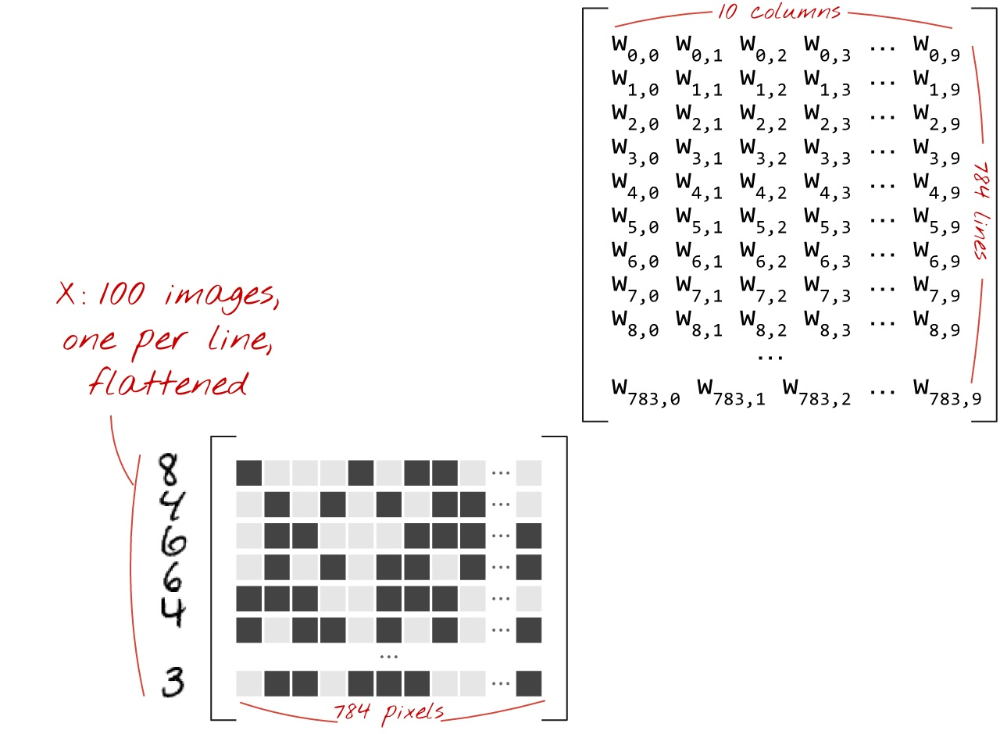 10 columns
W0,0 W0,1 W0,2 W0,3 ... W0,9
W1,0 W1,1 W1,2 W1,3 ... W1,9
W2,0 W2,1 W2,2 W2,3 ... W2,9
W3,0 W3,1 W3,2 W3,3 ... W3,9
W4,0 W4,1 W4,2 W4,3 ... W4,9
W5,0 W5,1 W5,2 W5,3 ... W5,9
W6,0 W6,1 W6,2 W6,3 ... W6,9
W7,0 W7,1 W7,2 W7,3 ... W7,9
W8,0 W8,1 W8,2 W8,3 ... W8,9
...
W783,0 W783,1 W783,2 ... W783,9
784 lines
X: 100 images,
one per line,
flattened
8 ...
4 ...
6 ...
6 ...
4 ...
...
...
3 ...
784 pixels